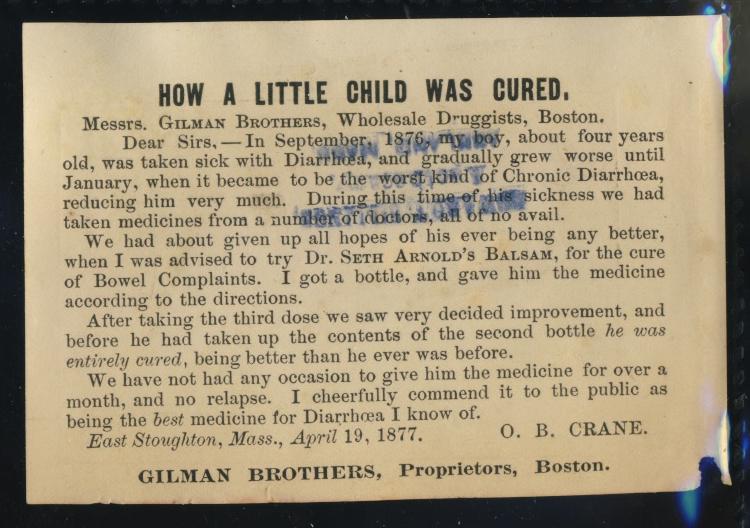 HOW A LITTLE CHILD WAS CURED.
Messrs. GILMAN BROTHERS, Wholesale Druggists, Boston.
Dear Sirs,—In September, 1876, my boy, about four years
old, was taken sick with Diarrhœa, and gradually grew worse until
January, when it became to be the worst kind of Chronic Diarrhœa,
reducing him very much. During this time of his sickness we had
taken medicines from a number of doctors, all of no avail.
We had about given up all hopes of his ever being any better,
when I was advised to try Dr. SETH ARNOLD'S BALSAM, for the cure
of Bowel Complaints. I got a bottle, and gave him the medicine
according to the directions.
After taking the third dose we saw very decided improvement, and
before he had taken up the contents of the second bottle he was
entirely cured, being better than he ever was before.
We have not had any occasion to give him the medicine for over a
month, and no relapse. I cheerfully commend it to the public as
being the best medicine for Diarrhœa I know of.
East Stoughton, Mass., April 19, 1877. O. B. CRANE.
GILMAN BROTHERS, Proprietors, Boston.